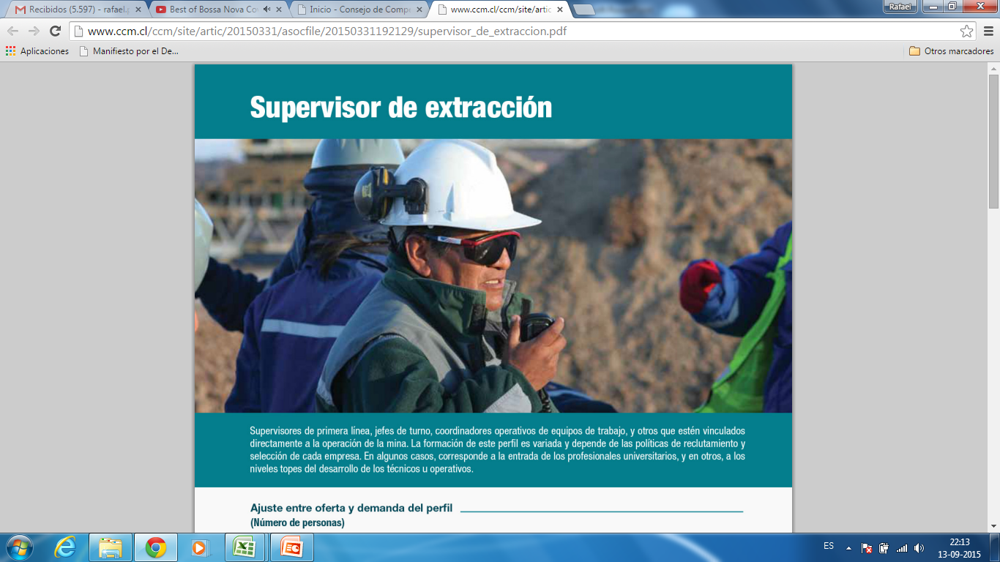 Recibidos (5.597) - rafael.p
Best of Bossa Nova Cov
Inicio - Consejo de Compe
www.ccm.cl/ccm/site/artic
Rafael
www.ccm.cl/ccm/site/artic/20150331/asocfile/20150331192129/supervisor_de_extraccion.pdf
Aplicaciones
Manifiesto por el De...
Otros marcadores
Supervisor de extracción
Supervisores de primera línea, jefes de turno, coordinadores operativos de equipos de trabajo, y otros que estén vinculados
directamente a la operación de la mina. La formación de este perfil es variada y depende de las políticas de reclutamiento y
selección de cada empresa. En algunos casos, corresponde a la entrada de los profesionales universitarios, y en otros, a los
niveles topes del desarrollo de los técnicos u operativos.
Ajuste entre oferta y demanda del perfil
(Número de personas)
ES
22:13
13-09-2015